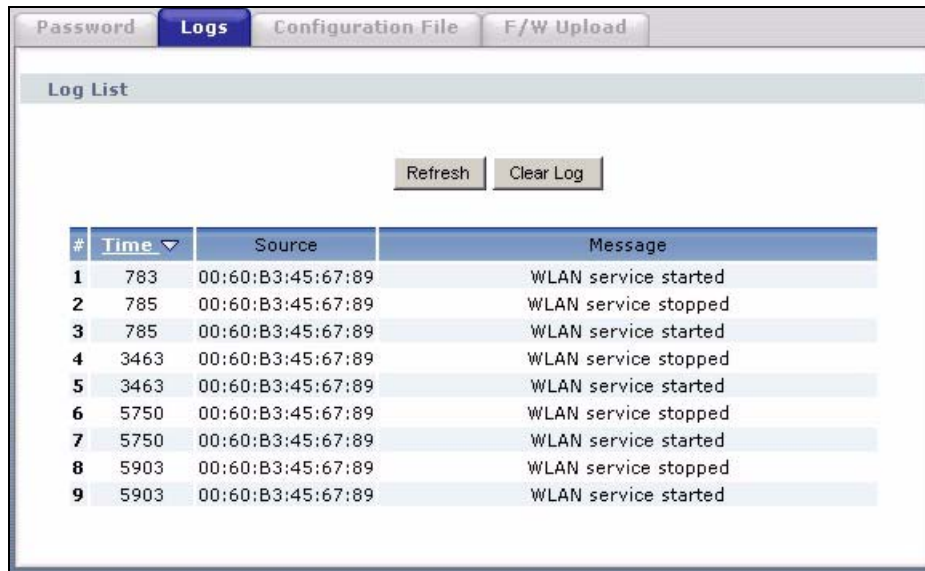 Password Logs Configuration File F/W Upload
Log List
Refresh Clear Log
# Time Source Message
1 783 00:60:B3:45:67:89 WLAN service started
2 785 00:60:B3:45:67:89 WLAN service stopped
3 785 00:60:B3:45:67:89 WLAN service started
4 3463 00:60:B3:45:67:89 WLAN service stopped
5 3463 00:60:B3:45:67:89 WLAN service started
6 5750 00:60:B3:45:67:89 WLAN service stopped
7 5750 00:60:B3:45:67:89 WLAN service started
8 5903 00:60:B3:45:67:89 WLAN service stopped
9 5903 00:60:B3:45:67:89 WLAN service started